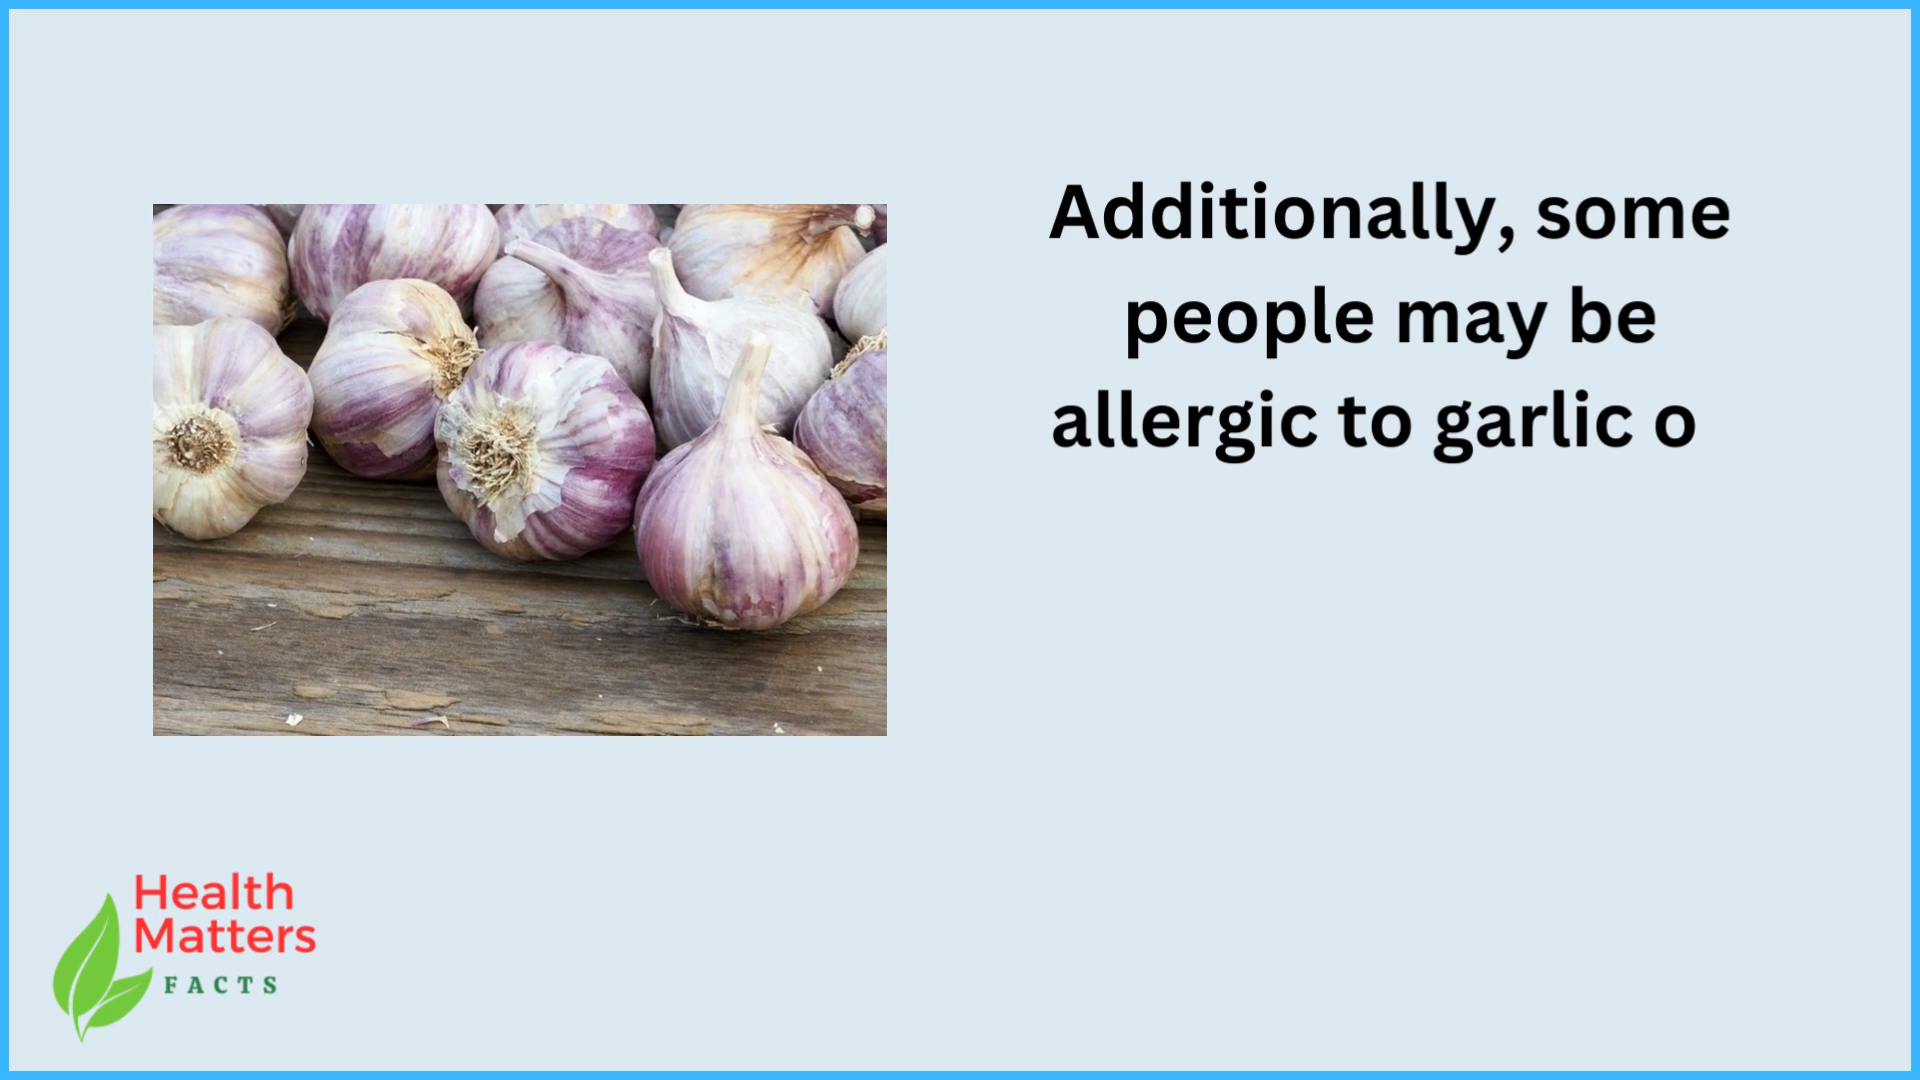 Additionally, some
people may be
allergic to garlic o
Health
Matters
FACTS